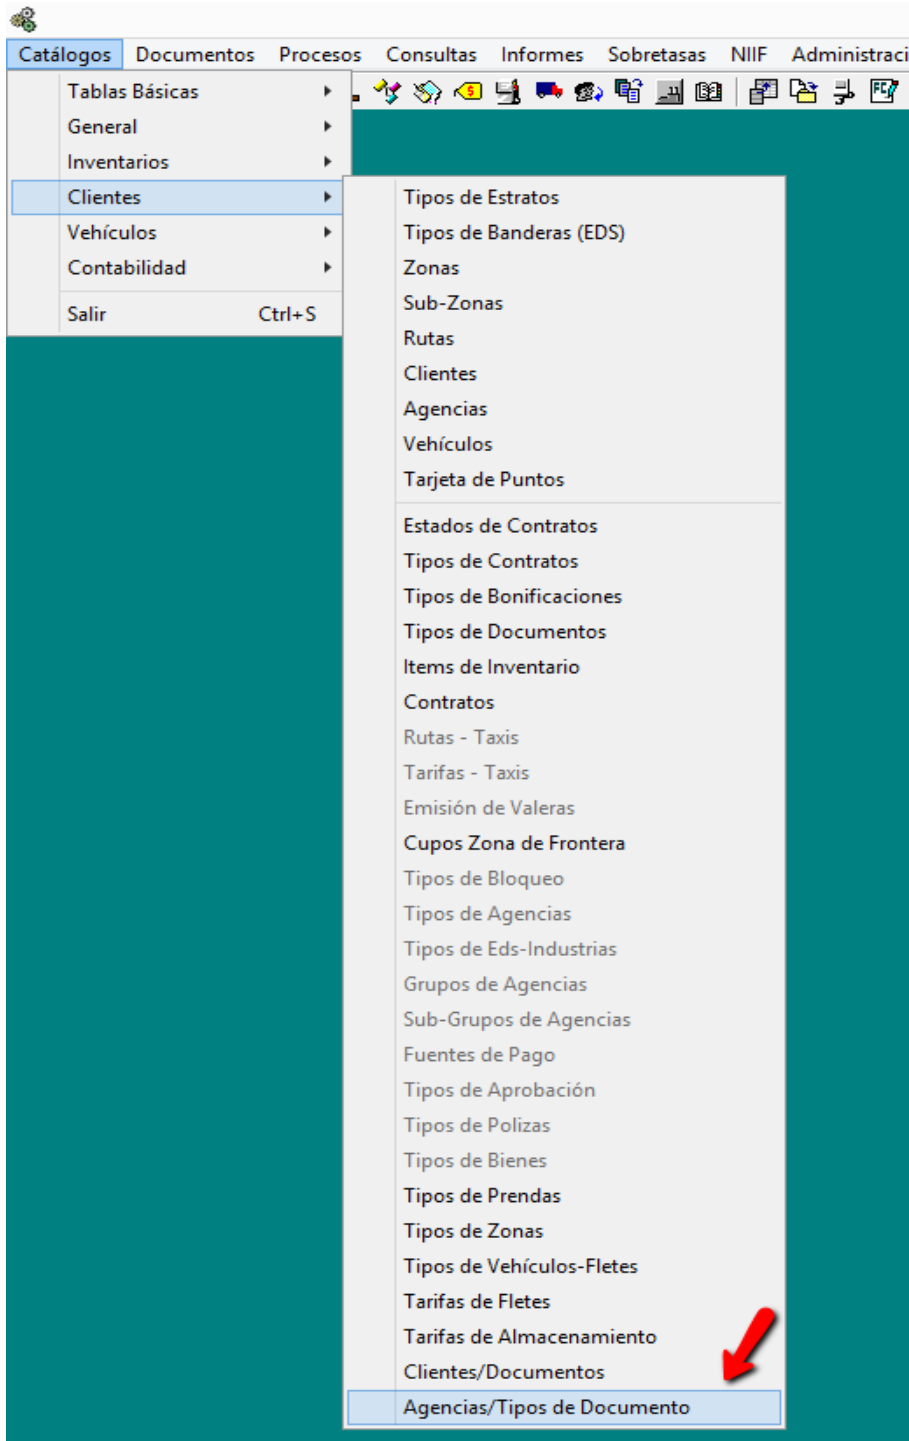 Catálogos Documentos Procesos Consultas Informes Sobretasas NIIF Administraci
Tablas Básicas
General
Inventarios
Clientes
Vehículos
Contabilidad
Salir Ctrl+S
Tipos de Estratos
Tipos de Banderas (EDS)
Zonas
Sub-Zonas
Rutas
Clientes
Agencias
Vehículos
Tarjeta de Puntos
Estados de Contratos
Tipos de Contratos
Tipos de Bonificaciones
Tipos de Documentos
Items de Inventario
Contratos
Rutas - Taxis
Tarifas - Taxis
Emisión de Valeras
Cupos Zona de Frontera
Tipos de Bloqueo
Tipos de Agencias
Tipos de Eds-Industrias
Grupos de Agencias
Sub-Grupos de Agencias
Fuentes de Pago
Tipos de Aprobación
Tipos de Polizas
Tipos de Bienes
Tipos de Prendas
Tipos de Zonas
Tipos de Vehículos-Fletes
Tarifas de Fletes
Tarifas de Almacenamiento
Clientes/Documentos
Agencias/Tipos de Documento